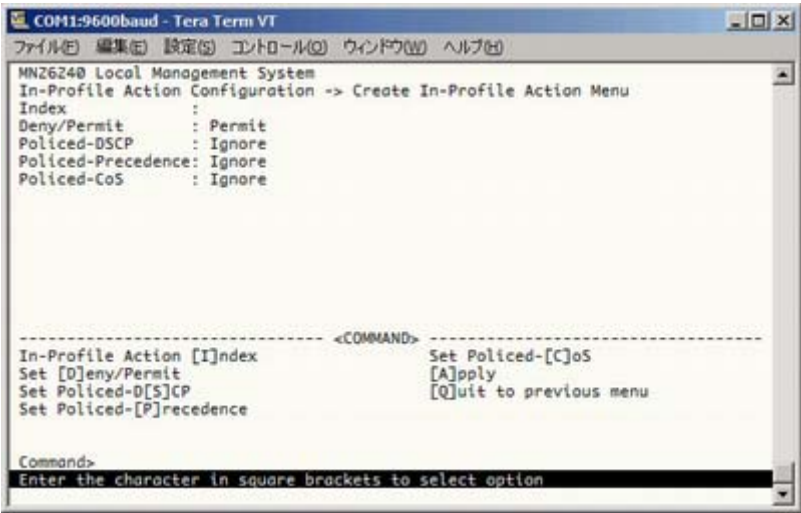 COM1:9600baud - Tera Term VT
ファイル(F) 編集(E) 設定(S) コントロール(O) ウィンドウ(W) ヘルプ(H)
MN26240 Local Management System
In-Profile Action Configuration -> Create In-Profile Action Menu
Index :
Deny/Permit : Permit
Policed-DSCP : Ignore
Policed-Precedence: Ignore
Policed-CoS : Ignore
-------------------------------- <COMMAND> -----------------------------------
In-Profile Action [I]ndex Set Policed-[C]oS
Set [D]eny/Permit [A]pply
Set Policed-D[S]CP [Q]uit to previous menu
Set Policed-[P]recedence
Command>
Enter the character in square brackets to select option